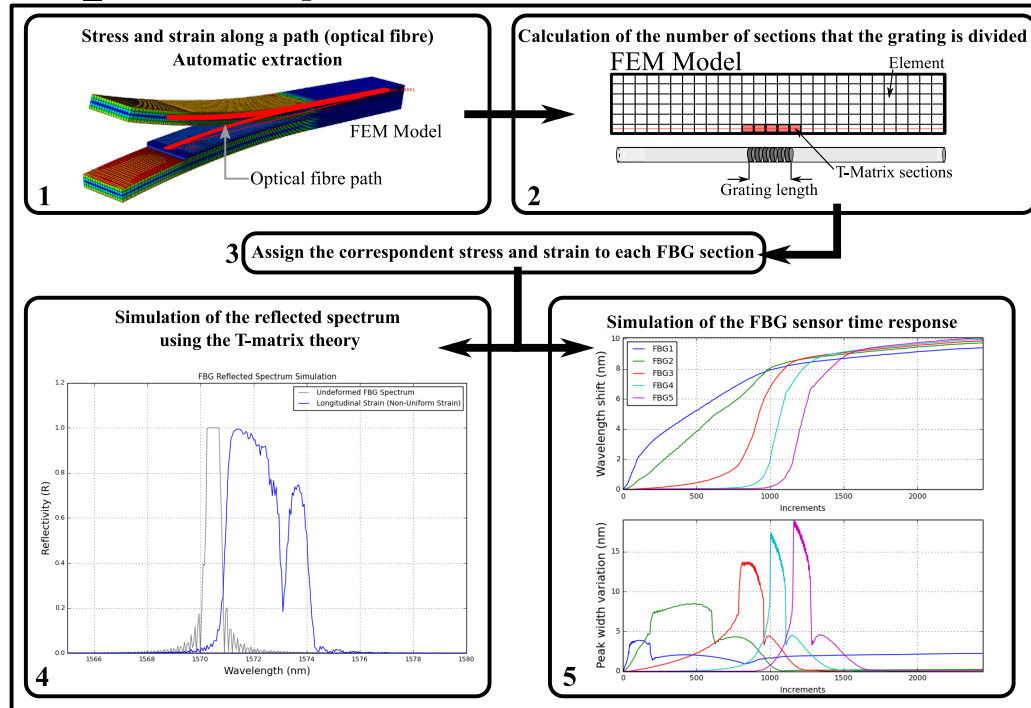 Stress and strain along a path (optical fibre)
Automatic extraction
FEM Model
Optical fibre path
1
Calculation of the number of sections that the grating is divided
FEM Model
Element
T-Matrix sections
Grating length
2
3 Assign the correspondent stress and strain to each FBG section
Simulation of the reflected spectrum
using the T-matrix theory
FBG Reflected Spectrum Simulation
Undeformed FBG Spectrum
Longitudinal Strain (Non-Uniform Strain)
Reflectivity (R)
1.2
1.0
0.8
0.6
0.4
0.2
0.0
1566 1568 1570 1572 1574 1576 1578 1580
Wavelength (nm)
4
Simulation of the FBG sensor time response
FBG1
FBG2
FBG3
FBG4
FBG5
Wavelength shift (nm)
10
8
6
4
2
0
0 500 1000 1500 2000
Increments
Peak width variation (nm)
15
10
5
0
0 500 1000 1500 2000
Increments
5